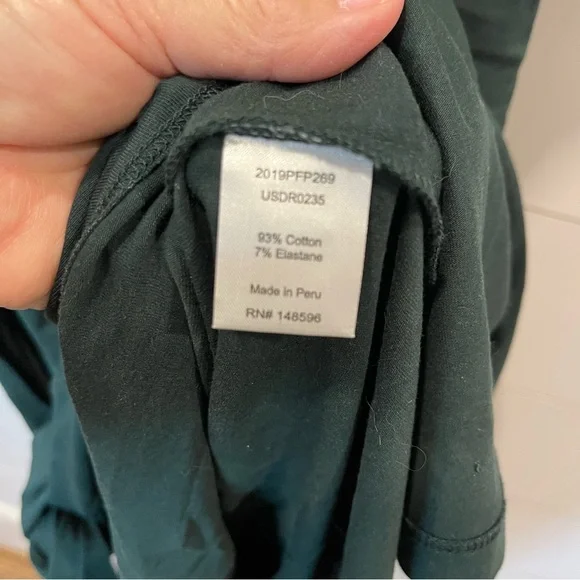 2019PFP269
USDR0235
93% Cotton
7% Elastane
Made in Peru
RN# 148596